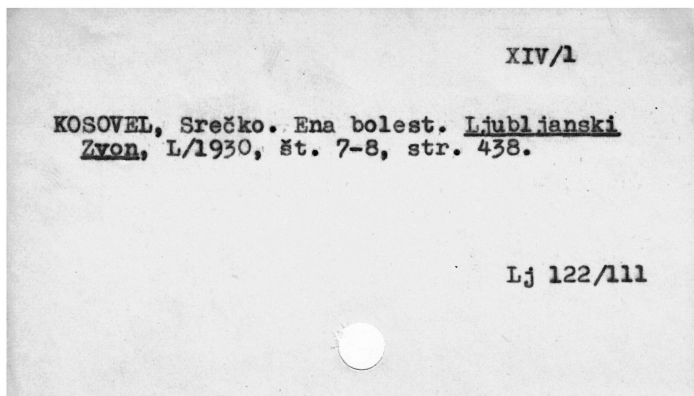 XIV/1
KOSOVEL, Srečko. Ena bolest. Ljubljanski
Zvon, L/1930, št. 7-8, str. 438.
Lj 122/111